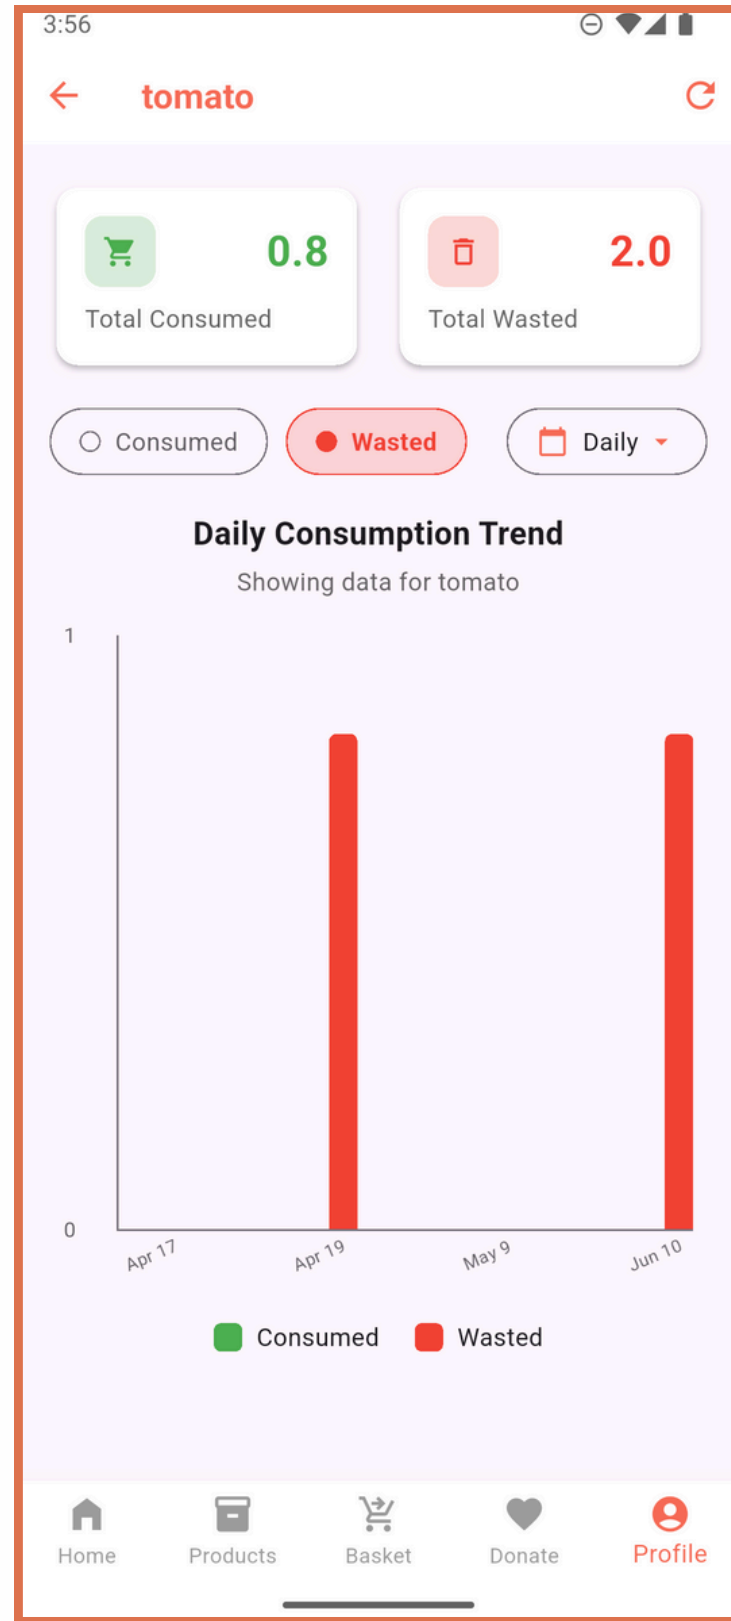 3:56
tomato
0.8
Total Consumed
2.0
Total Wasted
Consumed
Wasted
Daily
Daily Consumption Trend
Showing data for tomato
1
0
Apr 17
Apr 19
May 9
Jun 10
Consumed
Wasted
Home
Products
Basket
Donate
Profile